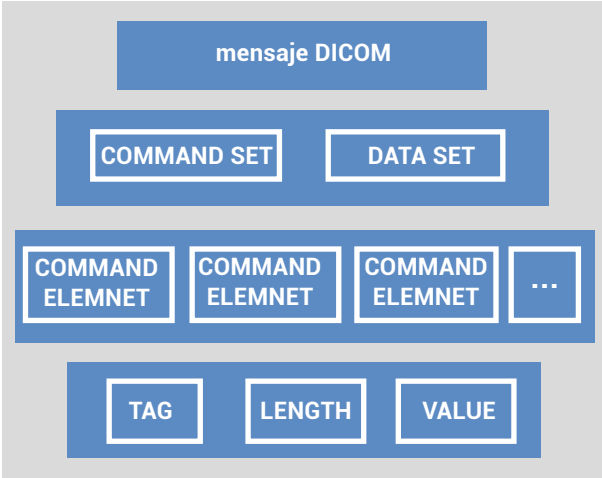 mensaje DICOM
COMMAND SET DATA SET
COMMAND COMMAND COMMAND
ELEMNET ELEMNET ELEMNET ...
TAG LENGTH VALUE